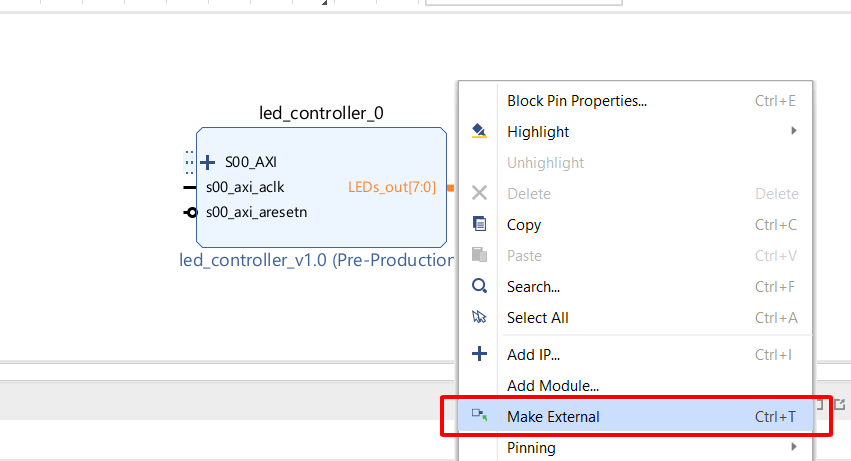 led_controller_0
S00_AXI
s00_axi_aclk
LEDs_out[7:0]
s00_axi_aresetn
led_controller_v1.0 (Pre-Production
Block Pin Properties... Ctrl+E
Highlight
Unhighlight
Delete Delete
Copy Ctrl+C
Paste Ctrl+V
Search... Ctrl+F
Select All Ctrl+A
Add IP... Ctrl+I
Add Module...
Make External Ctrl+T
Pinning